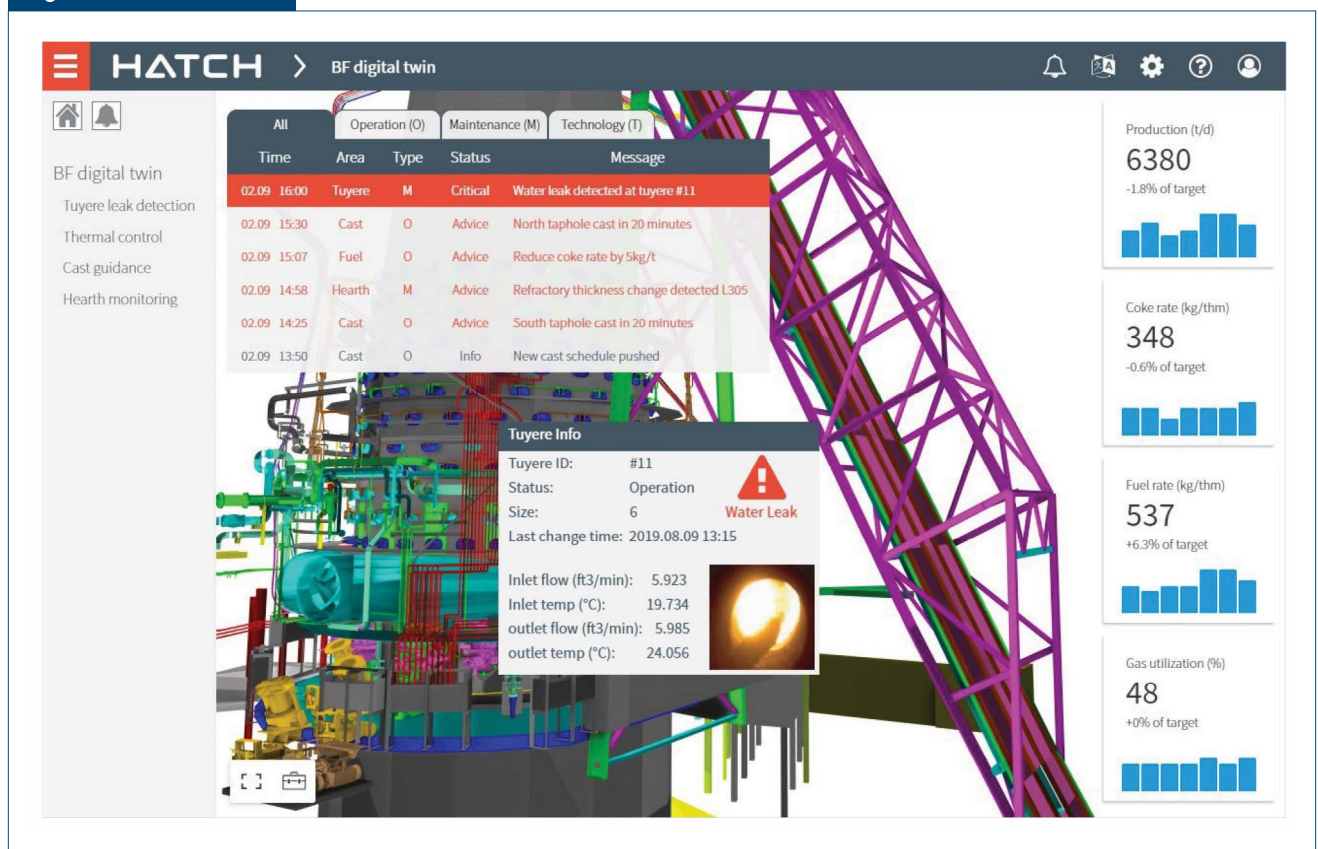 HATCH > BF digital twin
BF digital twin
Tuyere leak detection
Thermal control
Cast guidance
Hearth monitoring
All Operation (O) Maintenance (M) Technology (T)
Time Area Type Status Message
02.09 16:00 Tuyere M Critical Water leak detected at tuyere #11
02.09 15:30 Cast O Advice North taphole cast in 20 minutes
02.09 15:07 Fuel O Advice Reduce coke rate by 5kg/t
02.09 14:58 Hearth M Advice Refractory thickness change detected L305
02.09 14:25 Cast O Advice South taphole cast in 20 minutes
02.09 13:50 Cast O Info New cast schedule pushed
Tuyere Info
Tuyere ID: #11
Status: Operation
Size: 6
Water Leak
Last change time: 2019.08.09 13:15
Inlet flow (ft3/min): 5.923
Inlet temp (°C): 19.734
outlet flow (ft3/min): 5.985
outlet temp (°C): 24.056
Production (t/d)
6380
-1.8% of target
Coke rate (kg/thm)
348
-0.6% of target
Fuel rate (kg/thm)
537
+6.3% of target
Gas utilization (%)
48
+0% of target